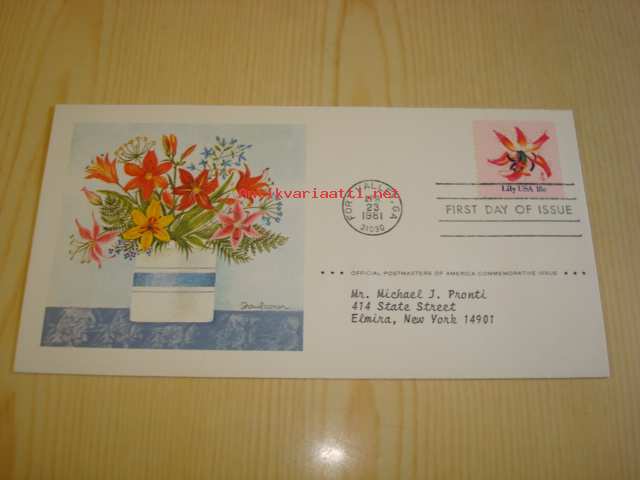 Lily USA 18c
FORT VALLEY, GA
APR
23
1981
31030
FIRST DAY OF ISSUE
antikvariaatti.net
OFFICIAL POSTMASTERS OF AMERICA COMMEMORATIVE ISSUE
Mr. Michael J. Pronti
414 State Street
Elmira, New York 14901